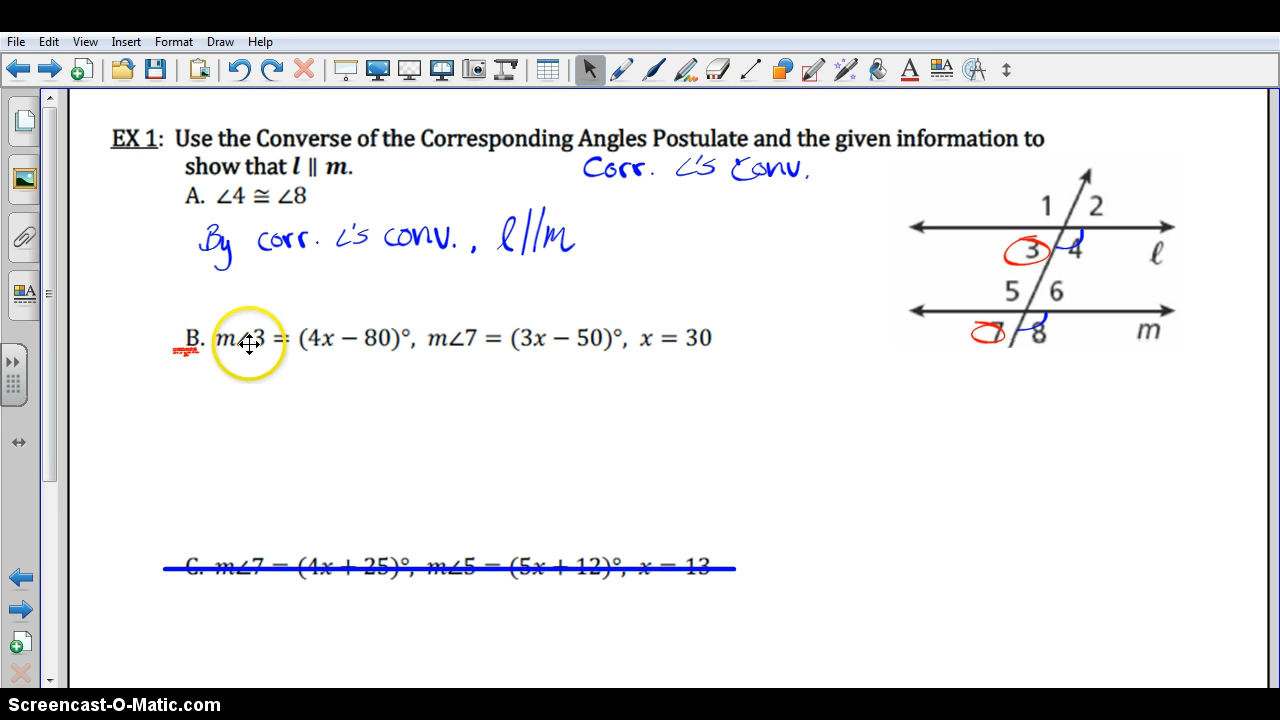 File Edit View Insert Format Draw Help
EX 1: Use the Converse of the Corresponding Angles Postulate and the given information to
show that l ∥ m.
Corr. ∠'s Conv.
A. ∠4 ≅ ∠8
By corr. ∠'s conv., l//m
1 2
3 4 ℓ
5 6
7 8 m
B. m∠3 = (4x − 80)°, m∠7 = (3x − 50)°, x = 30
C. m∠7 = (4x + 25)°, m∠5 = (5x + 12)°, x = 13
Screencast-O-Matic.com